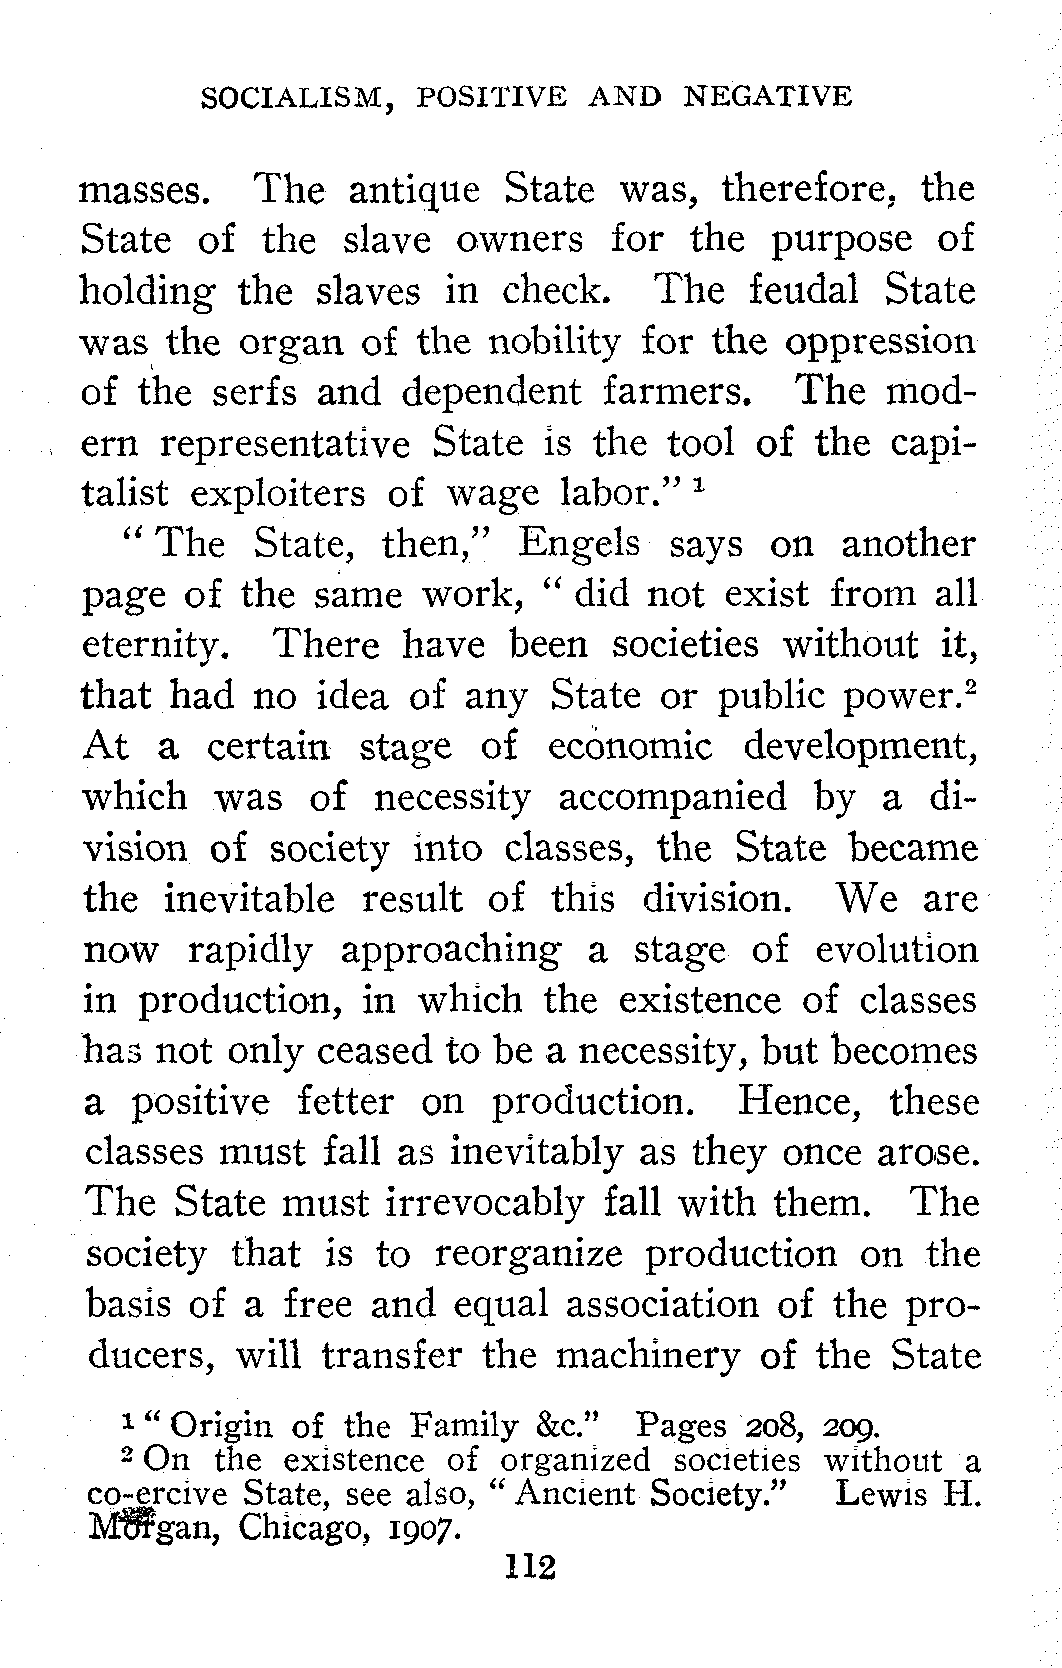 SOCIALISM, POSITIVE AND NEGATIVE
masses. The antique State was, therefore, the
State of the slave owners for the purpose of
holding the slaves in check. The feudal State
was the organ of the nobility for the oppression
of the serfs and dependent farmers. The mod-
ern representative State is the tool of the capi-
talist exploiters of wage labor." ¹
" The State, then," Engels says on another
page of the same work, " did not exist from all
eternity. There have been societies without it,
that had no idea of any State or public power.²
At a certain stage of economic development,
which was of necessity accompanied by a di-
vision of society into classes, the State became
the inevitable result of this division. We are
now rapidly approaching a stage of evolution
in production, in which the existence of classes
has not only ceased to be a necessity, but becomes
a positive fetter on production. Hence, these
classes must fall as inevitably as they once arose.
The State must irrevocably fall with them. The
society that is to reorganize production on the
basis of a free and equal association of the pro-
ducers, will transfer the machinery of the State
¹ " Origin of the Family &c." Pages 208, 209.
² On the existence of organized societies without a
co-ercive State, see also, " Ancient Society." Lewis H.
Morgan, Chicago, 1907.
112